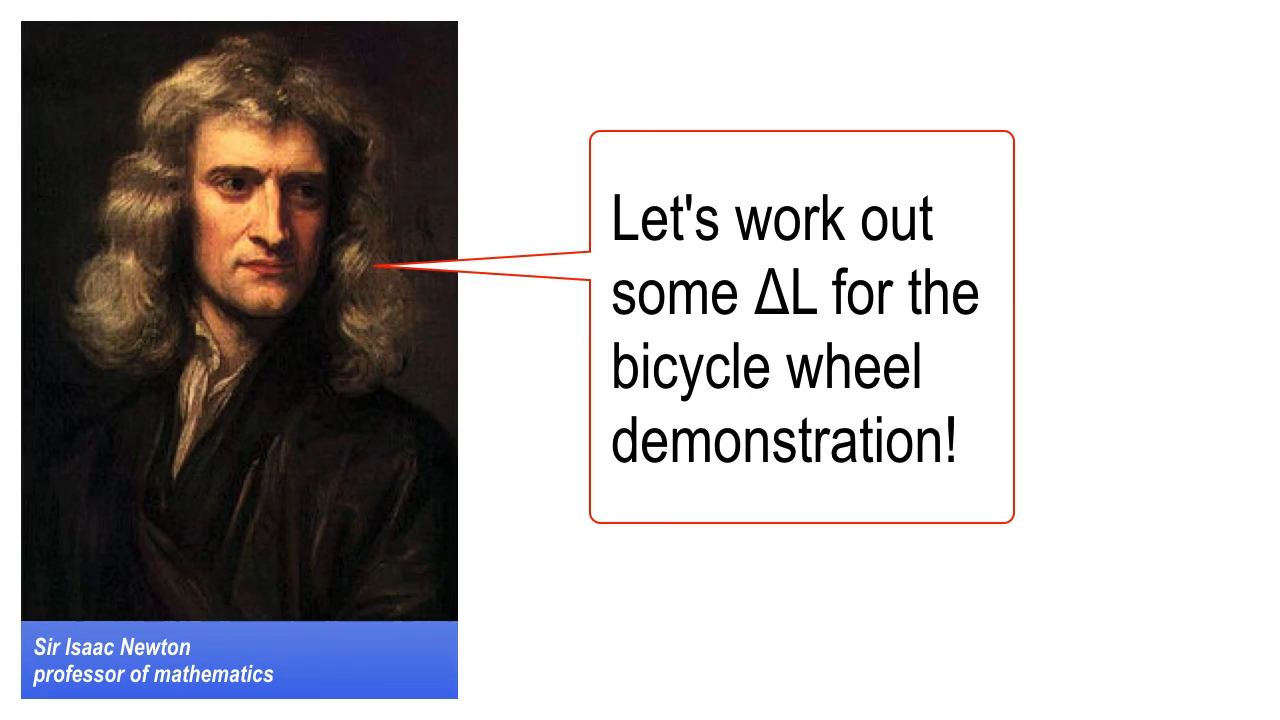 Let's work out
some ΔL for the
bicycle wheel
demonstration!
Sir Isaac Newton
professor of mathematics